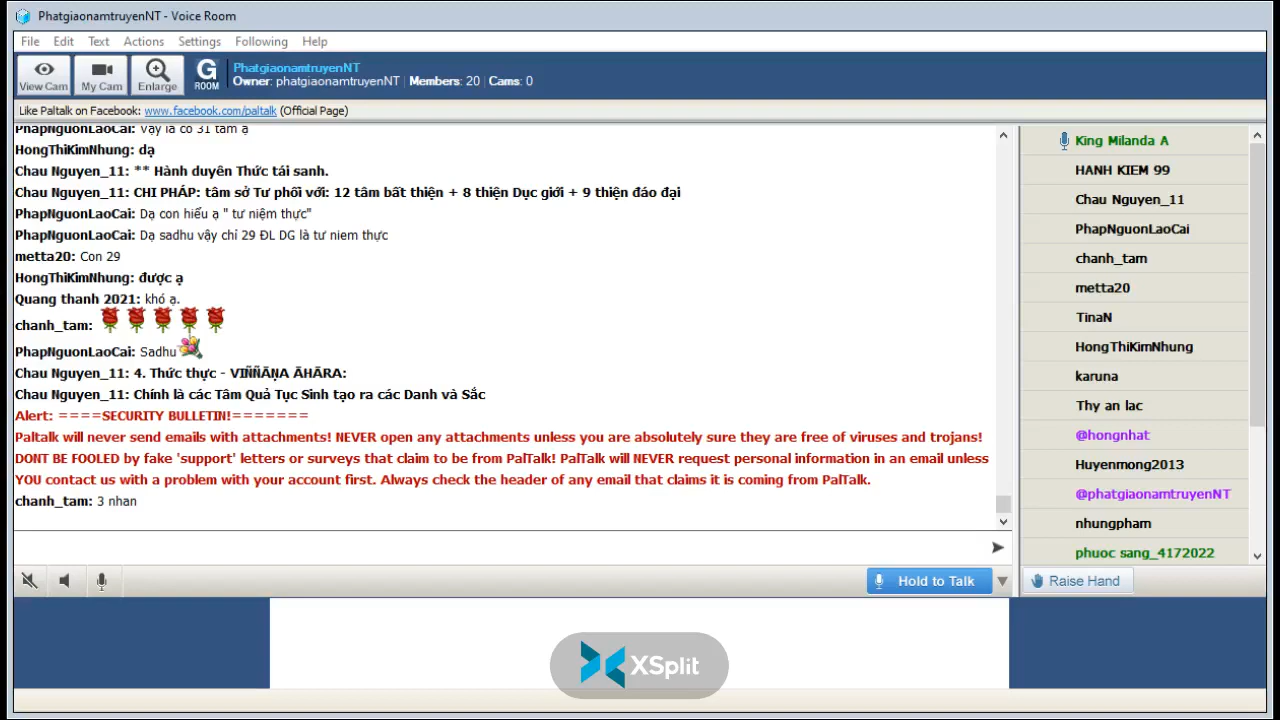 PhatgiaonamtruyenNT - Voice Room
File Edit Text Actions Settings Following Help
View Cam
My Cam
Enlarge
G ROOM
PhatgiaonamtruyenNT
Owner: phatgiaonamtruyenNT | Members: 20 | Cams: 0
Like Paltalk on Facebook: www.facebook.com/paltalk (Official Page)
PhapNguonLaoCai: Vậy là có 31 tâm ạ
HongThiKimNhung: dạ
Chau Nguyen_11: ** Hành duyên Thức tái sanh.
Chau Nguyen_11: CHI PHÁP: tâm sở Tư phối với: 12 tâm bất thiện + 8 thiện Dục giới + 9 thiện đáo đại
PhapNguonLaoCai: Dạ con hiểu ạ " tư niệm thực"
PhapNguonLaoCai: Dạ sadhu vậy chỉ 29 ĐL DG là tư niem thực
metta20: Con 29
HongThiKimNhung: được ạ
Quang thanh 2021: khó ạ.
chanh_tam:
PhapNguonLaoCai: Sadhu
Chau Nguyen_11: 4. Thức thực - VIÑÑĀṆA ĀHĀRA:
Chau Nguyen_11: Chính là các Tâm Quả Tục Sinh tạo ra các Danh và Sắc
Alert: ====SECURITY BULLETIN!=======
Paltalk will never send emails with attachments! NEVER open any attachments unless you are absolutely sure they are free of viruses and trojans!
DONT BE FOOLED by fake 'support' letters or surveys that claim to be from PalTalk! PalTalk will NEVER request personal information in an email unless
YOU contact us with a problem with your account first. Always check the header of any email that claims it is coming from PalTalk.
chanh_tam: 3 nhan
Hold to Talk
King Milanda A
HANH KIEM 99
Chau Nguyen_11
PhapNguonLaoCai
chanh_tam
metta20
TinaN
HongThiKimNhung
karuna
Thy an lac
@hongnhat
Huyenmong2013
@phatgiaonamtruyenNT
nhungpham
phuoc sang_4172022
Raise Hand
XSplit